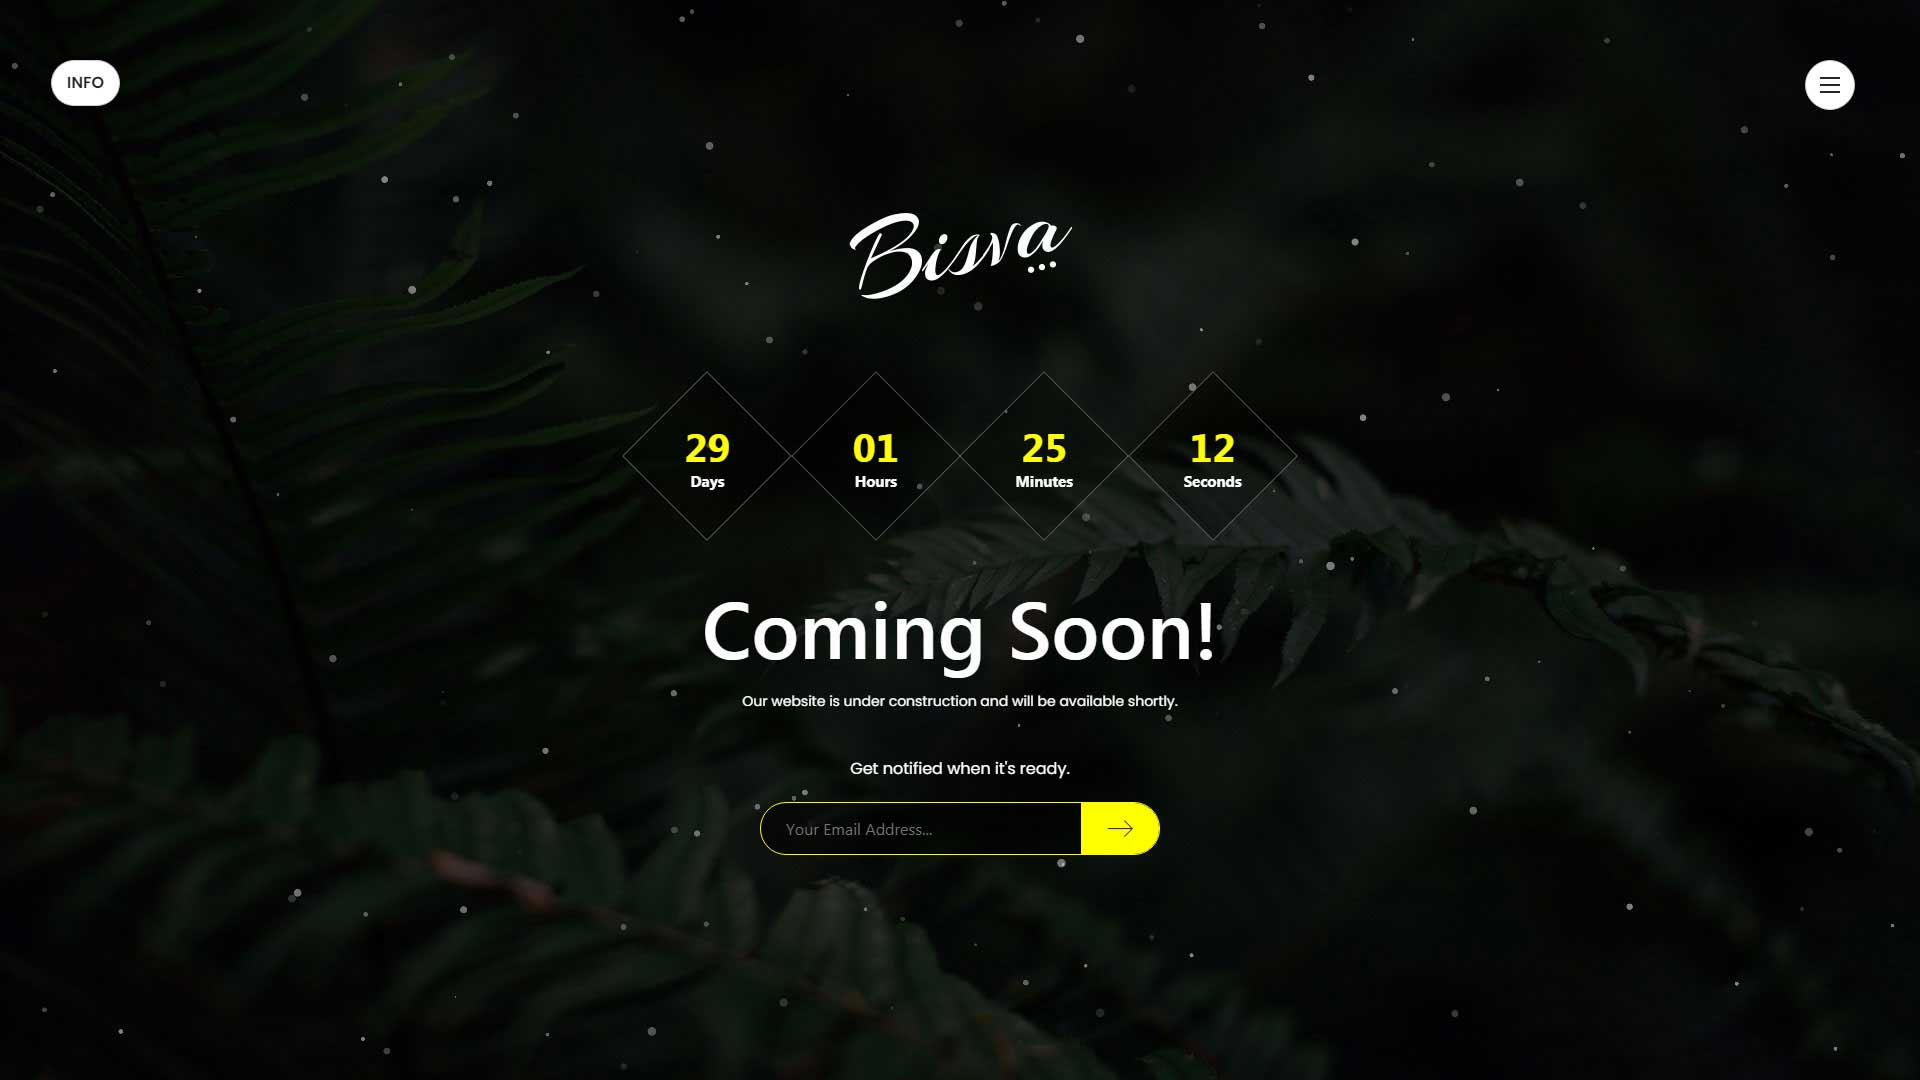 INFO
Bisva
29 01 25 12
Days Hours Minutes Seconds
Coming Soon!
Our website is under construction and will be available shortly.
Get notified when it's ready.
Your Email Address...